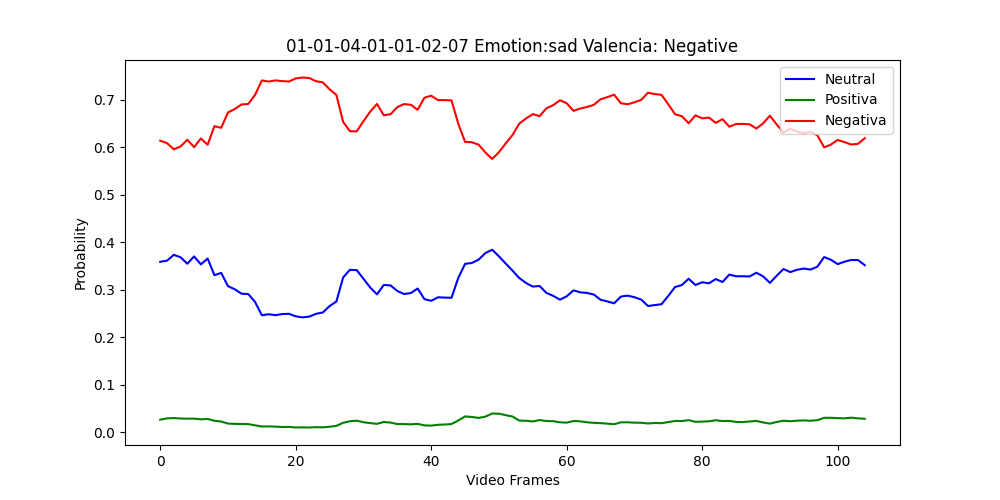 01-01-04-01-01-02-07 Emotion:sad Valencia: Negative
Neutral
Positiva
Negativa
0.7
0.6
0.5
0.4
0.3
0.2
0.1
0.0
Probability
0 20 40 60 80 100
Video Frames